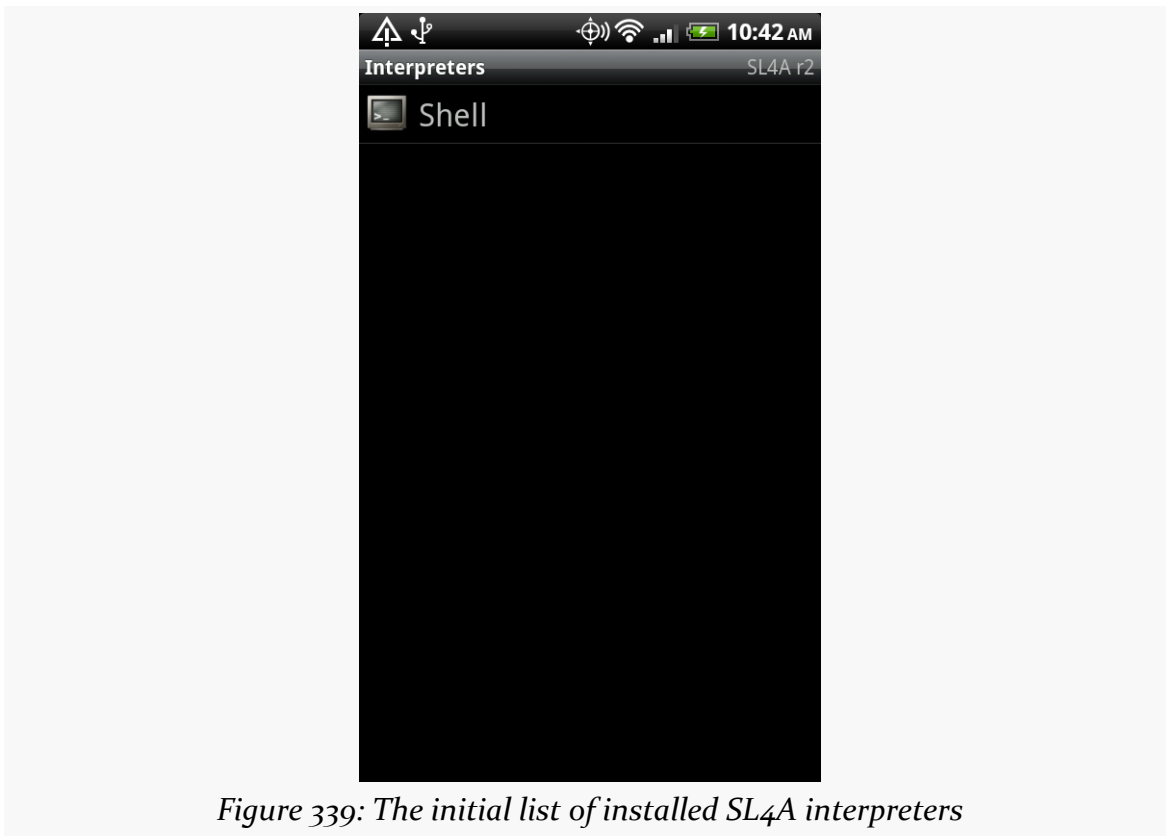 10:42 AM
Interpreters SL4A r2
Shell
Figure 339: The initial list of installed SL4A interpreters